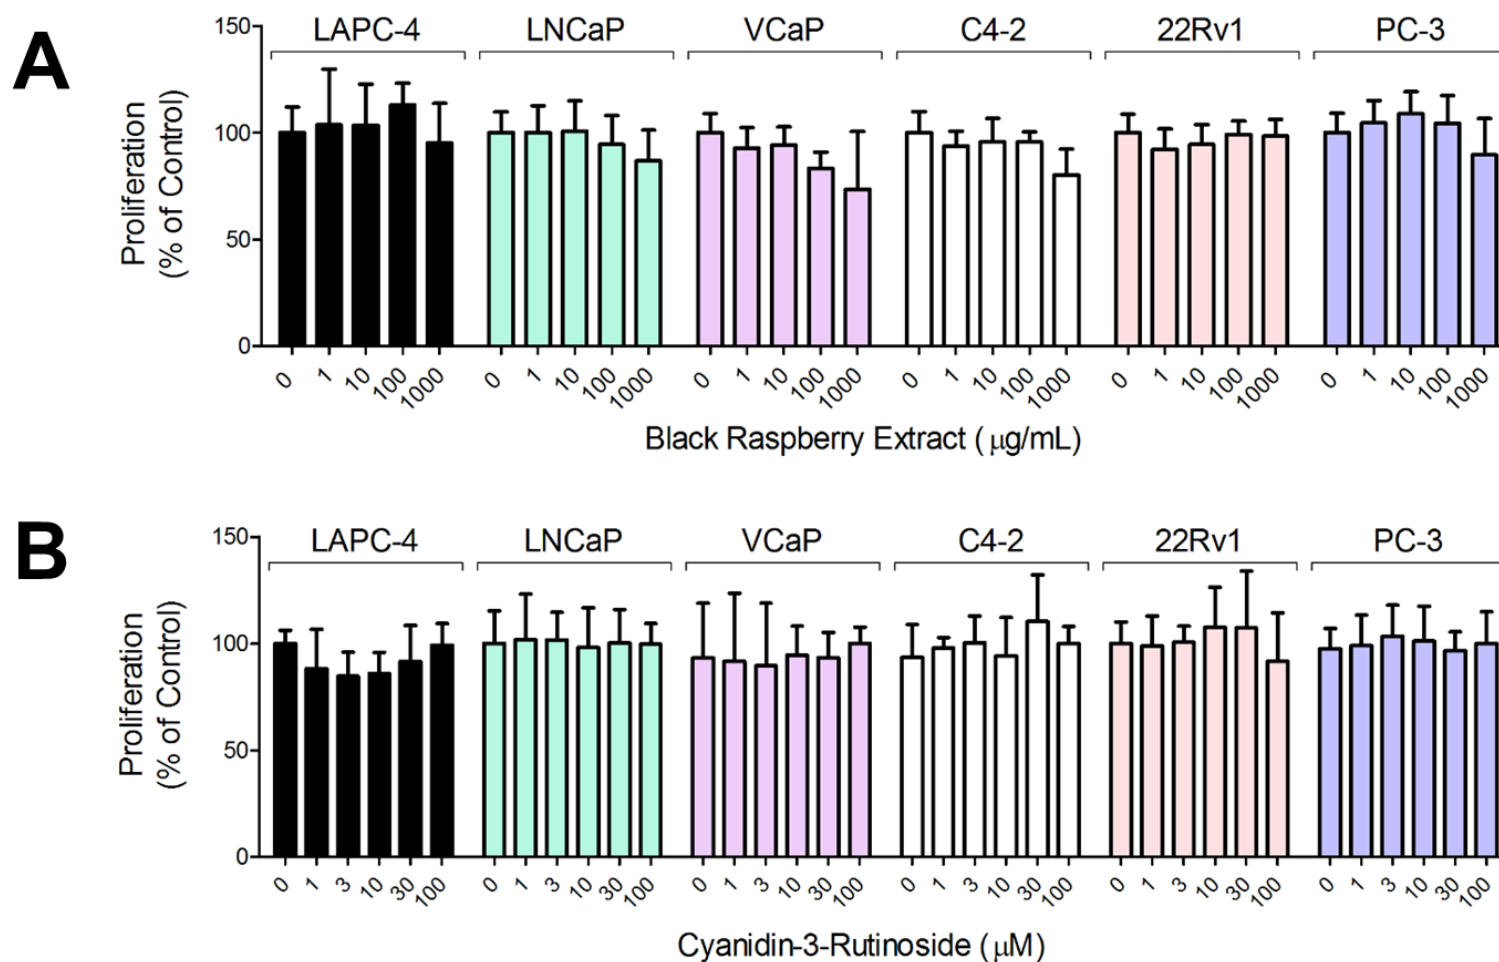 A
LAPC-4 LNCaP VCaP C4-2 22Rv1 PC-3
Proliferation
(% of Control)
150
100
50
0
0 1 10 100 1000 0 1 10 100 1000 0 1 10 100 1000 0 1 10 100 1000 0 1 10 100 1000 0 1 10 100 1000
Black Raspberry Extract ( μg/mL)
B
LAPC-4 LNCaP VCaP C4-2 22Rv1 PC-3
Proliferation
(% of Control)
150
100
50
0
0 1 3 10 30 100 0 1 3 10 30 100 0 1 3 10 30 100 0 1 3 10 30 100 0 1 3 10 30 100 0 1 3 10 30 100
Cyanidin-3-Rutinoside (μM)